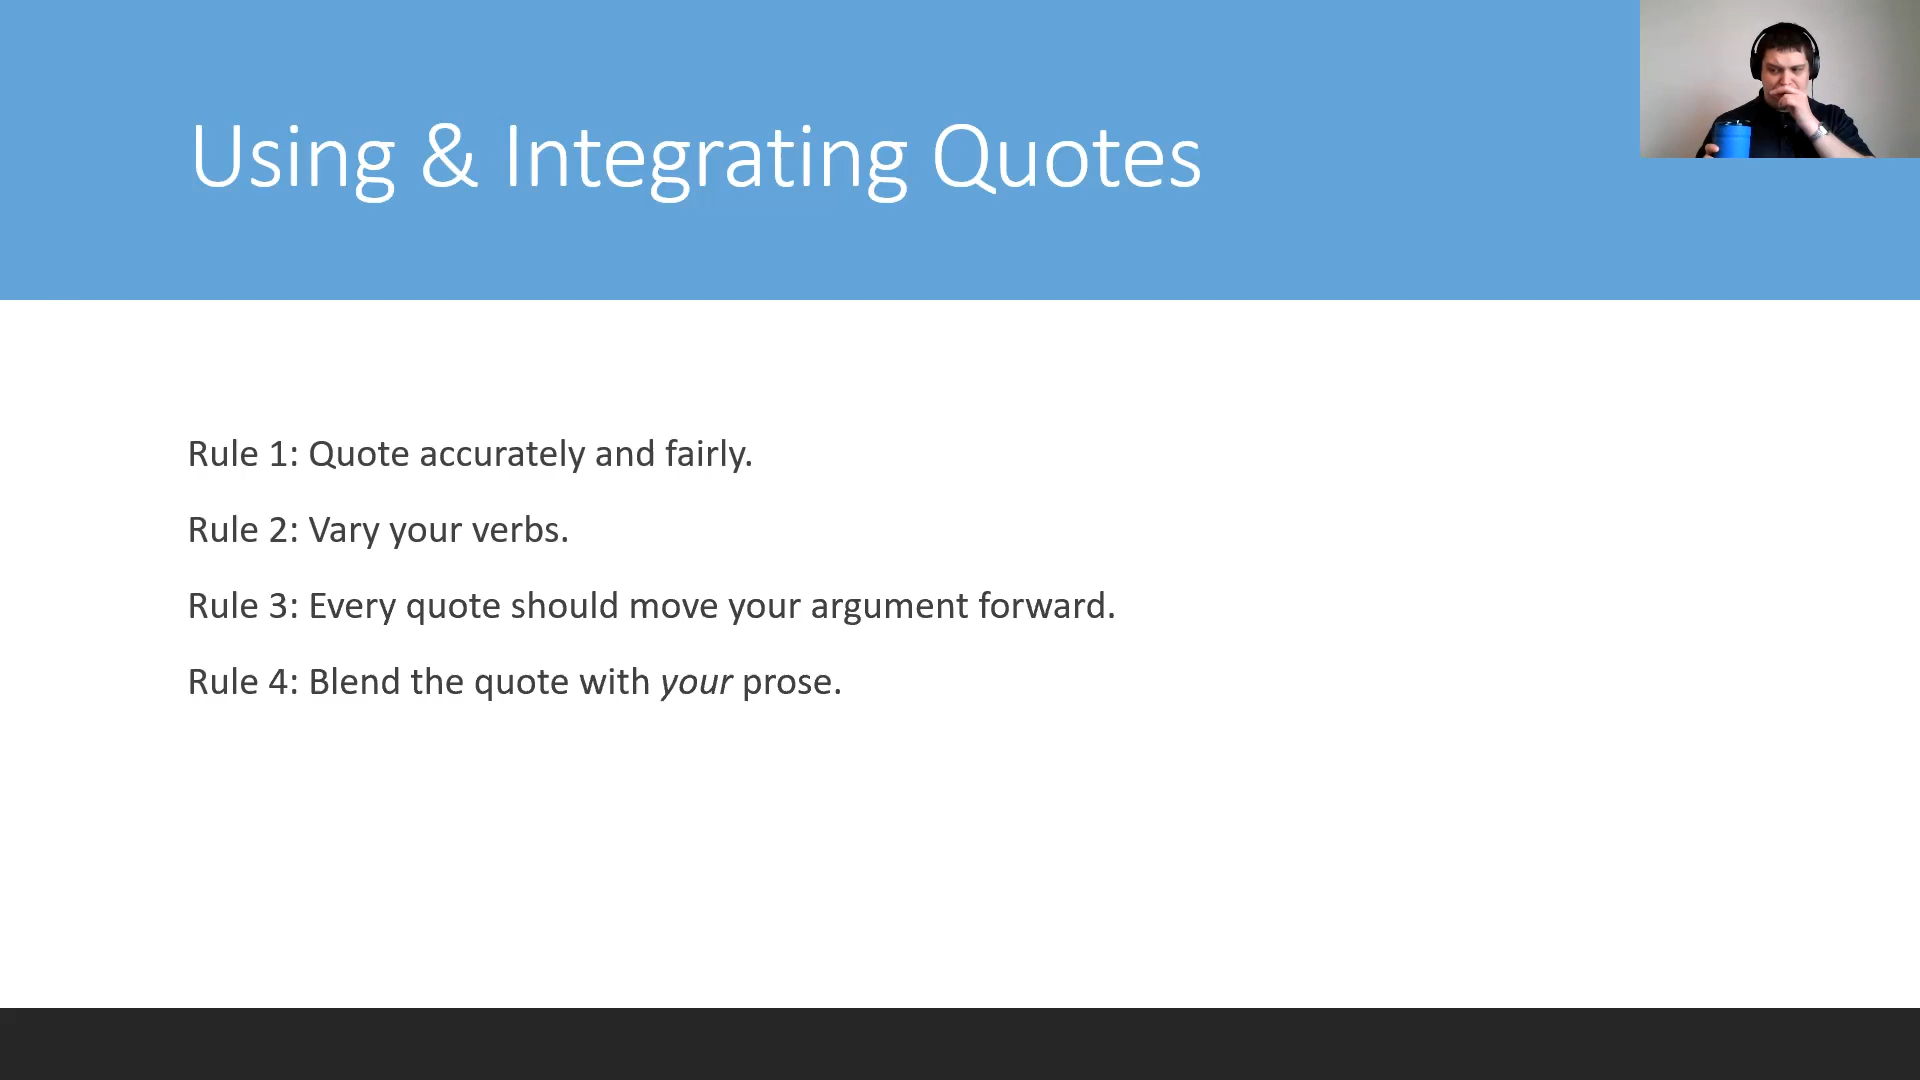 Using & Integrating Quotes
Rule 1: Quote accurately and fairly.
Rule 2: Vary your verbs.
Rule 3: Every quote should move your argument forward.
Rule 4: Blend the quote with your prose.